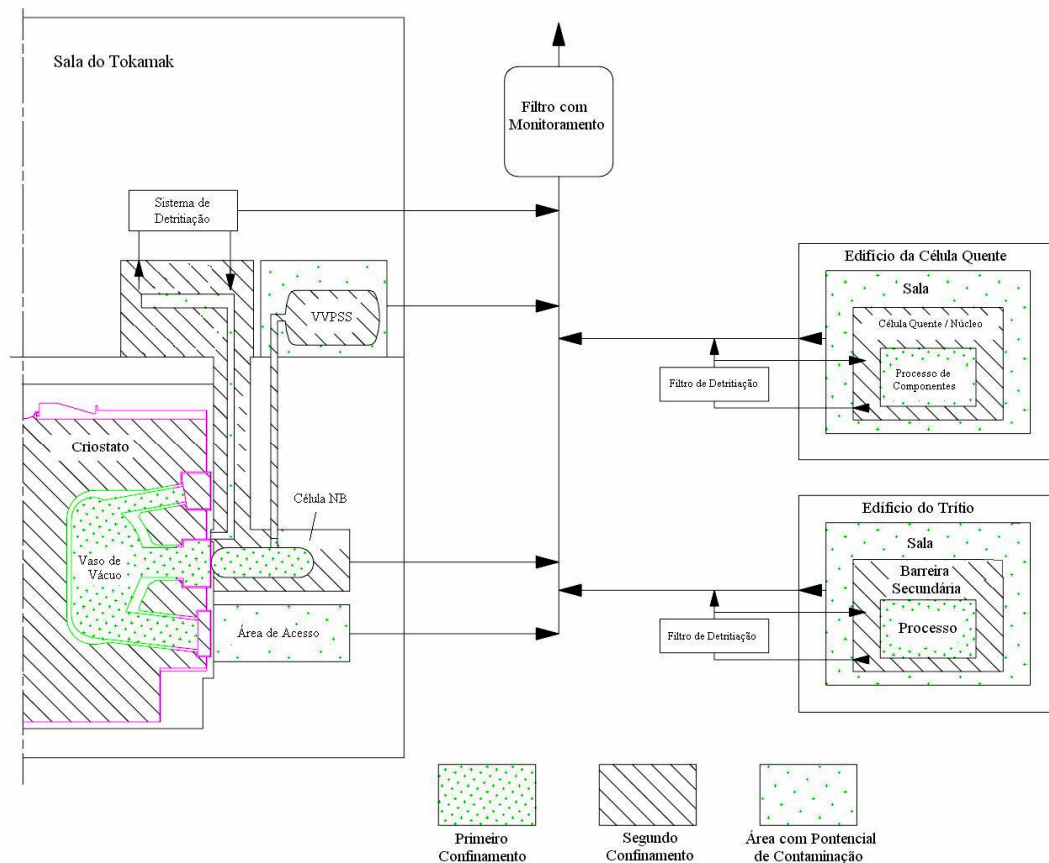 Sala do Tokamak
Filtro com
Monitoramento
Sistema de
Detritiação
VVPSS
Criostato
Célula NB
Vaso de
Vácuo
Área de Acesso
Edifício da Célula Quente
Sala
Célula Quente / Núcleo
Processo de
Componentes
Filtro de Detritiação
Edifício do Trítio
Sala
Barreira
Secundária
Processo
Filtro de Detritiação
Primeiro
Confinamento
Segundo
Confinamento
Área com Pontencial
de Contaminação